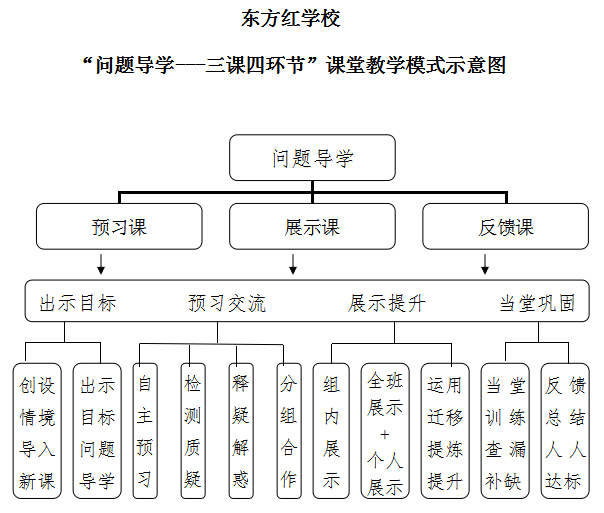 东方红学校
“问题导学---三课四环节”课堂教学模式示意图
问题导学
预习课
展示课
反馈课
出示目标
预习交流
展示提升
当堂巩固
创设
情境
导入
新课
出示
目标
问题
导学
自主预习
检测质疑
释疑解惑
分组合作
组内展示
全班
展示
+
个人
展示
运用
迁移
提炼
提升
当堂
训练
查漏
补缺
反馈
总结
人人
达标